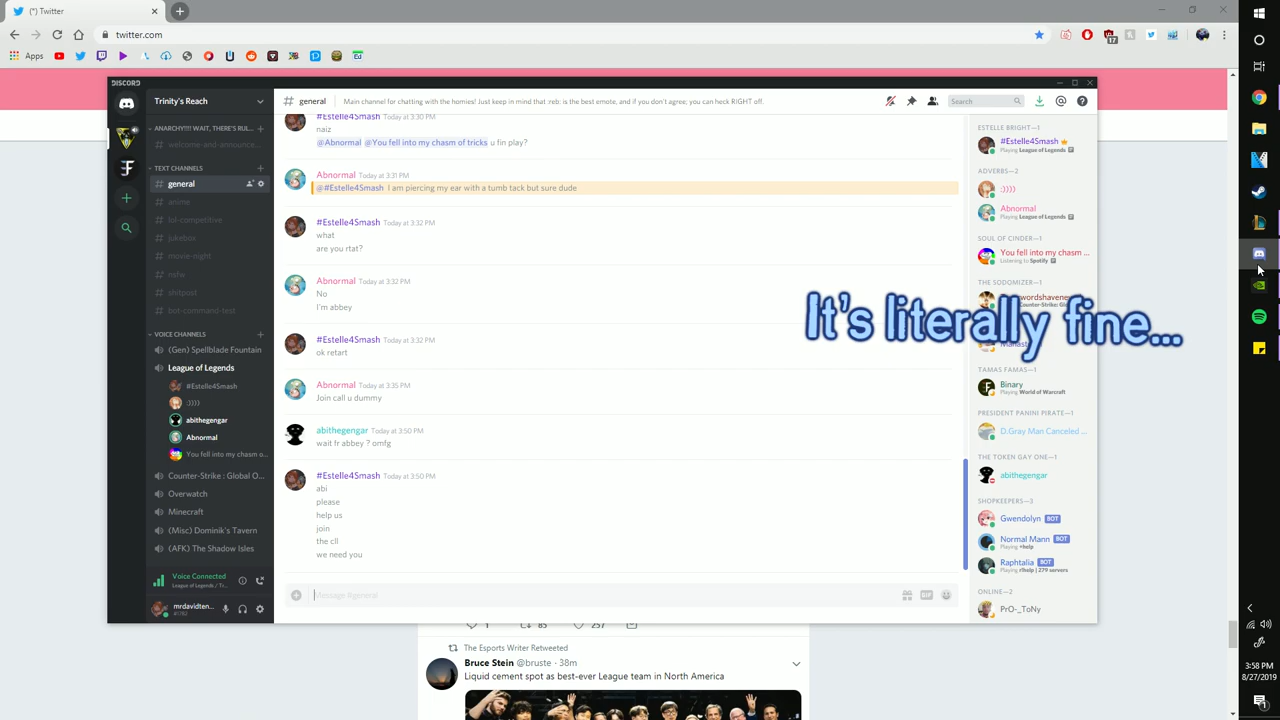 (*) Twitter
twitter.com
Apps
17
DISCORD
Trinity's Reach
# general
Main channel for chatting with the homies! Just keep in mind that :reb: is the best emote, and if you don't agree; you can heck RIGHT off.
Search
ANARCHY!!!! WAIT, THERE'S RUL...
# welcome-and-announce...
TEXT CHANNELS
# general
# anime
# lol-competitive
# jukebox
# movie-night
# nsfw
# shitpost
# bot-command-test
VOICE CHANNELS
(Gen) Spellblade Fountain
League of Legends
#Estelle4Smash
:))))
abithegengar
Abnormal
You fell into my chasm o...
Counter-Strike : Global O...
Overwatch
Minecraft
(Misc) Dominik's Tavern
(AFK) The Shadow Isles
Voice Connected
League of Legends / Tr...
mrdavidten...
#1762
#Estelle4Smash Today at 3:30 PM
naiz
@Abnormal @You fell into my chasm of tricks u fin play?
Abnormal Today at 3:31 PM
@#Estelle4Smash I am piercing my ear with a tumb tack but sure dude
#Estelle4Smash Today at 3:32 PM
what
are you rtat?
Abnormal Today at 3:32 PM
No
I'm abbey
#Estelle4Smash Today at 3:32 PM
ok retart
Abnormal Today at 3:35 PM
Join call u dummy
abithegengar Today at 3:50 PM
wait fr abbey ? omfg
#Estelle4Smash Today at 3:50 PM
abi
please
help us
join
the cll
we need you
Message #general
GIF
ESTELLE BRIGHT—1
#Estelle4Smash
Playing League of Legends
ADVERBS—2
:))))
Abnormal
Playing League of Legends
SOUL OF CINDER—1
You fell into my chasm ...
Listening to Spotify
THE SODOMIZER—1
It's literally fine...
TAMAS FAMAS—1
Binary
Playing World of Warcraft
PRESIDENT PANINI PIRATE—1
D.Gray Man Canceled ...
THE TOKEN GAY ONE—1
abithegengar
SHOPKEEPERS—3
Gwendolyn BOT
Normal Mann BOT
Playing +help
Raphtalia BOT
Playing r!help | 279 servers
ONLINE—2
PrO-_ToNy
1 85 257
The Esports Writer Retweeted
Bruce Stein @bruste · 38m
Liquid cement spot as best-ever League team in North America
3:58 PM
8/27/2019